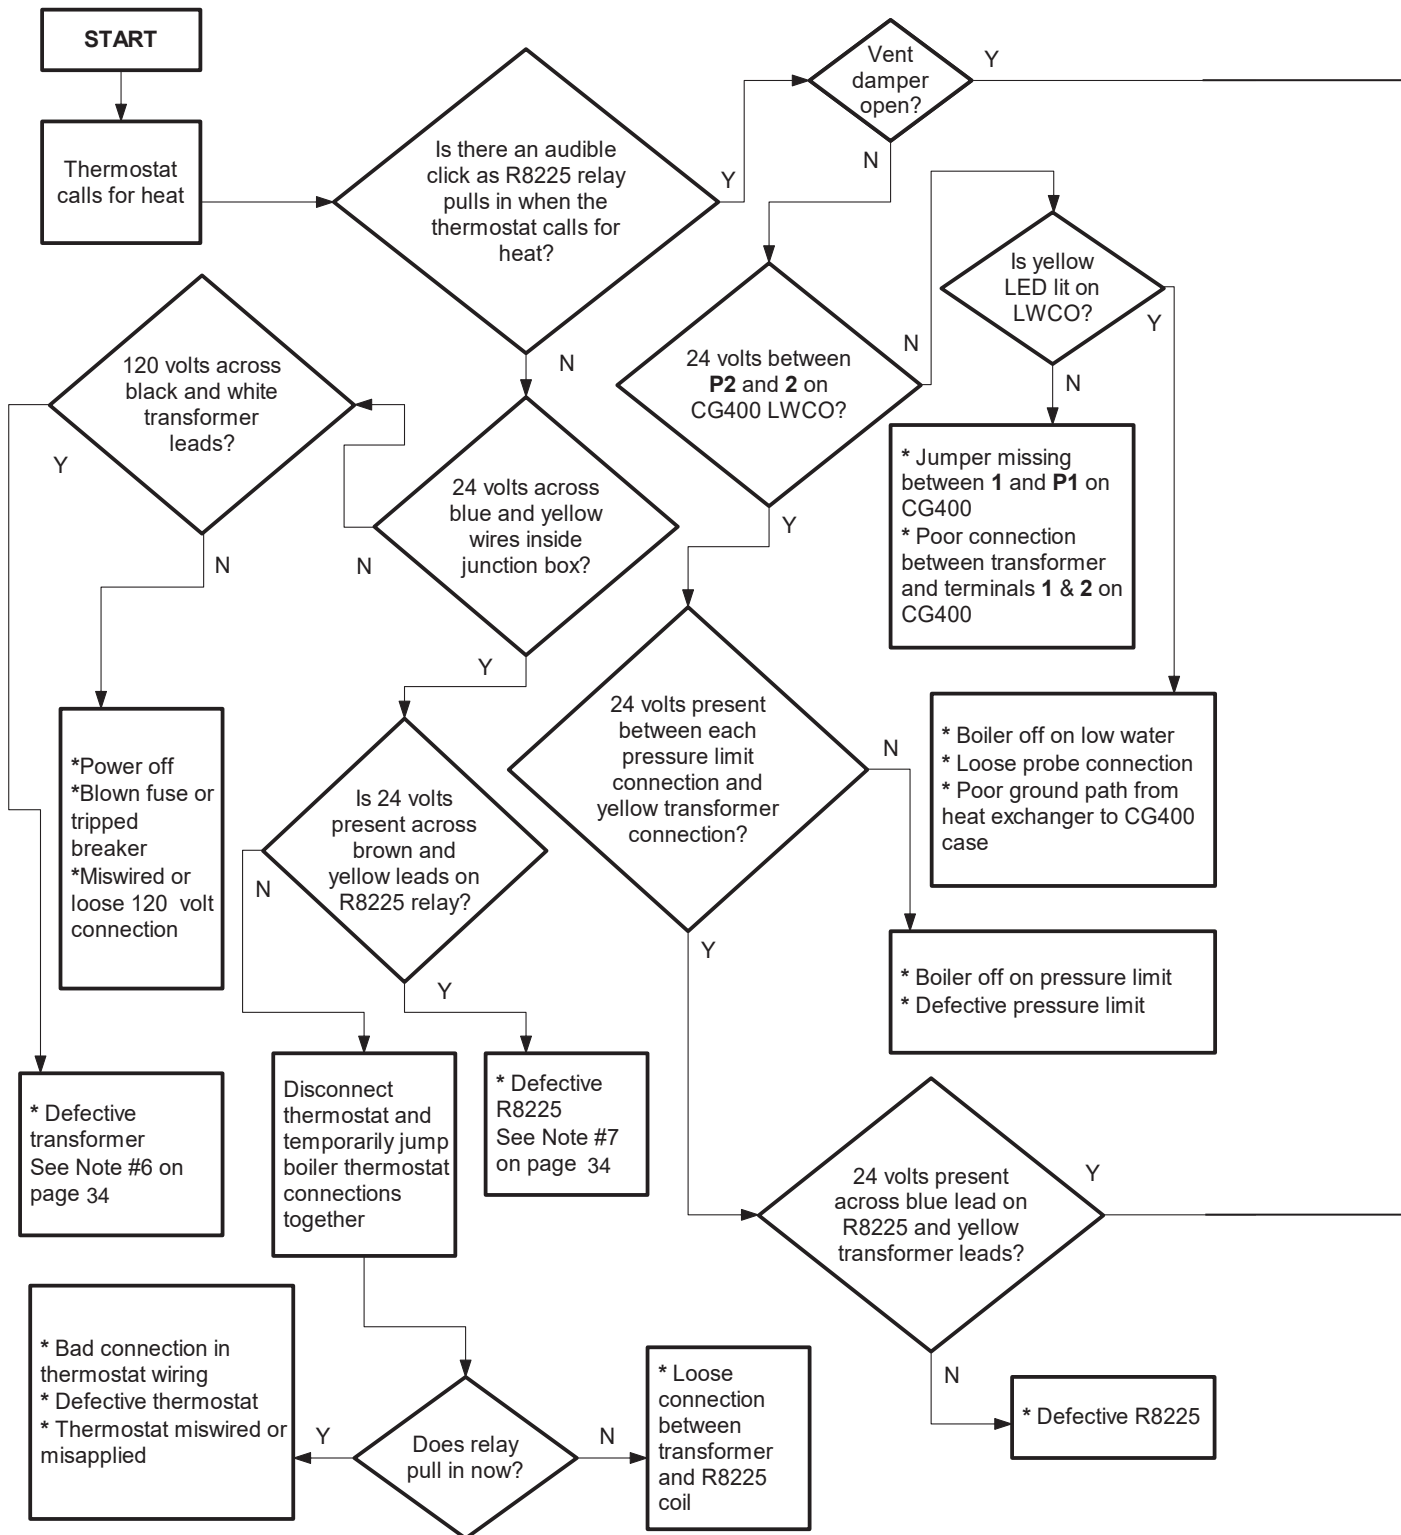 START
Thermostat
calls for heat
Is there an audible
click as R8225 relay
pulls in when the
thermostat calls for
heat?
Y
N
Vent
damper
open?
Y
N
Is yellow
LED lit on
LWCO?
Y
N
24 volts between
P2 and 2 on
CG400 LWCO?
N
Y
120 volts across
black and white
transformer
leads?
Y
N
24 volts across
blue and yellow
wires inside
junction box?
N
Y
* Jumper missing
between 1 and P1 on
CG400
* Poor connection
between transformer
and terminals 1 & 2 on
CG400
24 volts present
between each
pressure limit
connection and
yellow transformer
connection?
N
Y
* Boiler off on low water
* Loose probe connection
* Poor ground path from
heat exchanger to CG400
case
*Power off
*Blown fuse or
tripped
breaker
*Miswired or
loose 120 volt
connection
Is 24 volts
present across
brown and
yellow leads on
R8225 relay?
N
Y
* Boiler off on pressure limit
* Defective pressure limit
* Defective
transformer
See Note #6 on
page 34
Disconnect
thermostat and
temporarily jump
boiler thermostat
connections
together
* Defective
R8225
See Note #7
on page 34
24 volts present
across blue lead on
R8225 and yellow
transformer leads?
Y
N
* Bad connection in
thermostat wiring
* Defective thermostat
* Thermostat miswired or
misapplied
Y
Does relay
pull in now?
N
* Loose
connection
between
transformer
and R8225
coil
* Defective R8225